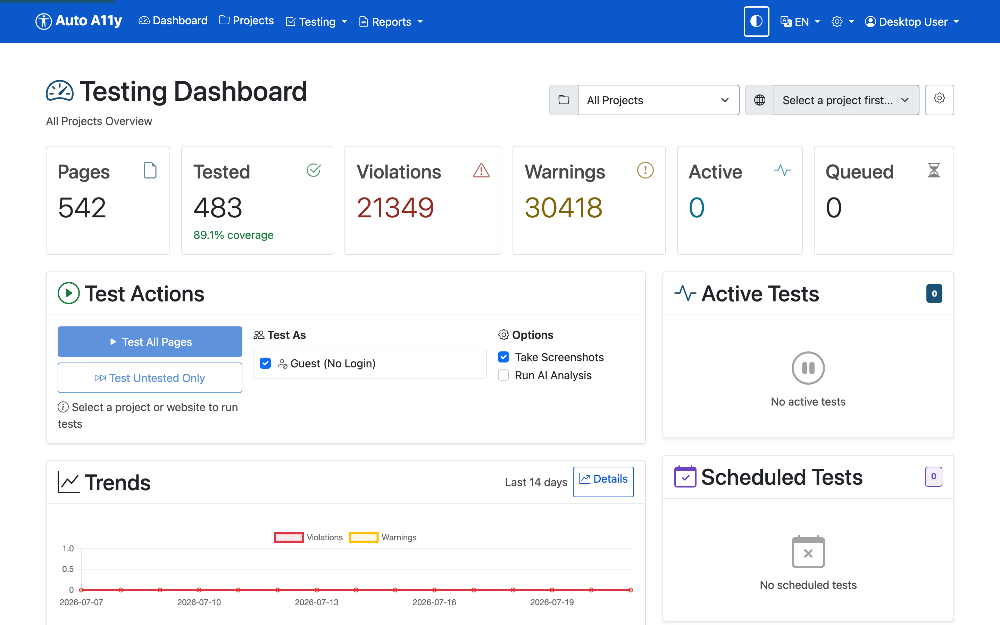 Auto A11y
Dashboard
Projects
Testing
Reports
EN
Desktop User
Testing Dashboard
All Projects Overview
All Projects
Select a project first...
Pages
542
Tested
483
89.1% coverage
Violations
21349
Warnings
30418
Active
0
Queued
0
Test Actions
Test All Pages
Test Untested Only
Select a project or website to run
tests
Test As
Guest (No Login)
Options
Take Screenshots
Run AI Analysis
Active Tests
0
No active tests
Trends
Last 14 days
Details
Violations
Warnings
1.0
0.5
0
2026-07-07
2026-07-10
2026-07-13
2026-07-16
2026-07-19
Scheduled Tests
0
No scheduled tests